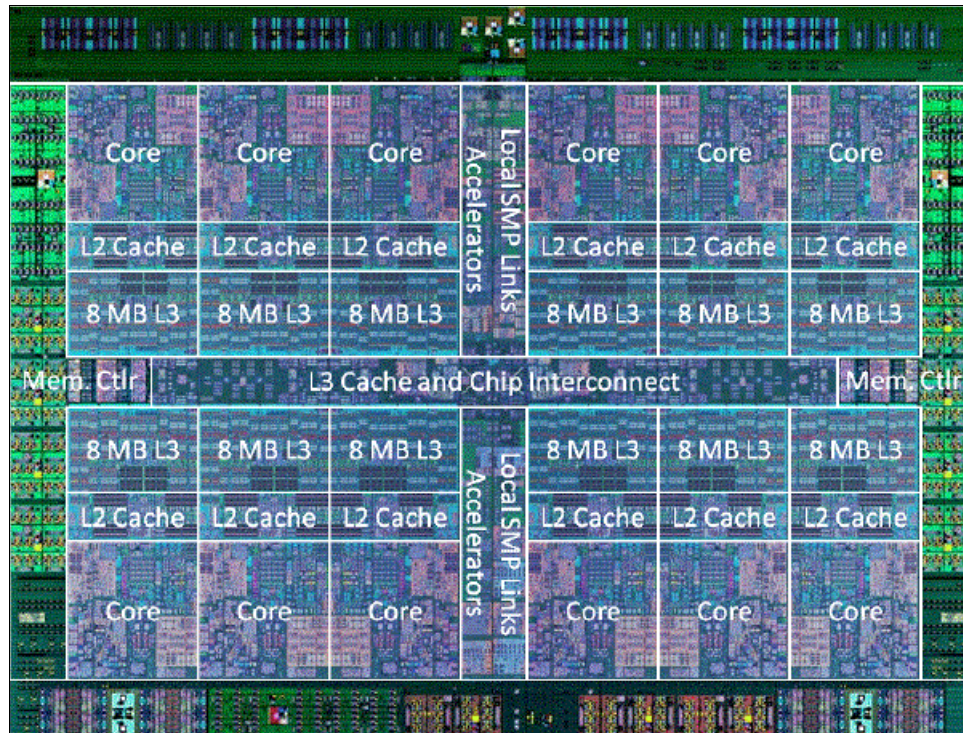 Core Core Core Core Core Core
Accelerators
Local SMP Links
L2 Cache L2 Cache L2 Cache L2 Cache L2 Cache L2 Cache
8 MB L3 8 MB L3 8 MB L3 8 MB L3 8 MB L3 8 MB L3
Mem. Ctlr L3 Cache and Chip Interconnect Mem. Ctlr
8 MB L3 8 MB L3 8 MB L3 8 MB L3 8 MB L3 8 MB L3
Accelerators
Local SMP Links
L2 Cache L2 Cache L2 Cache L2 Cache L2 Cache L2 Cache
Core Core Core Core Core Core